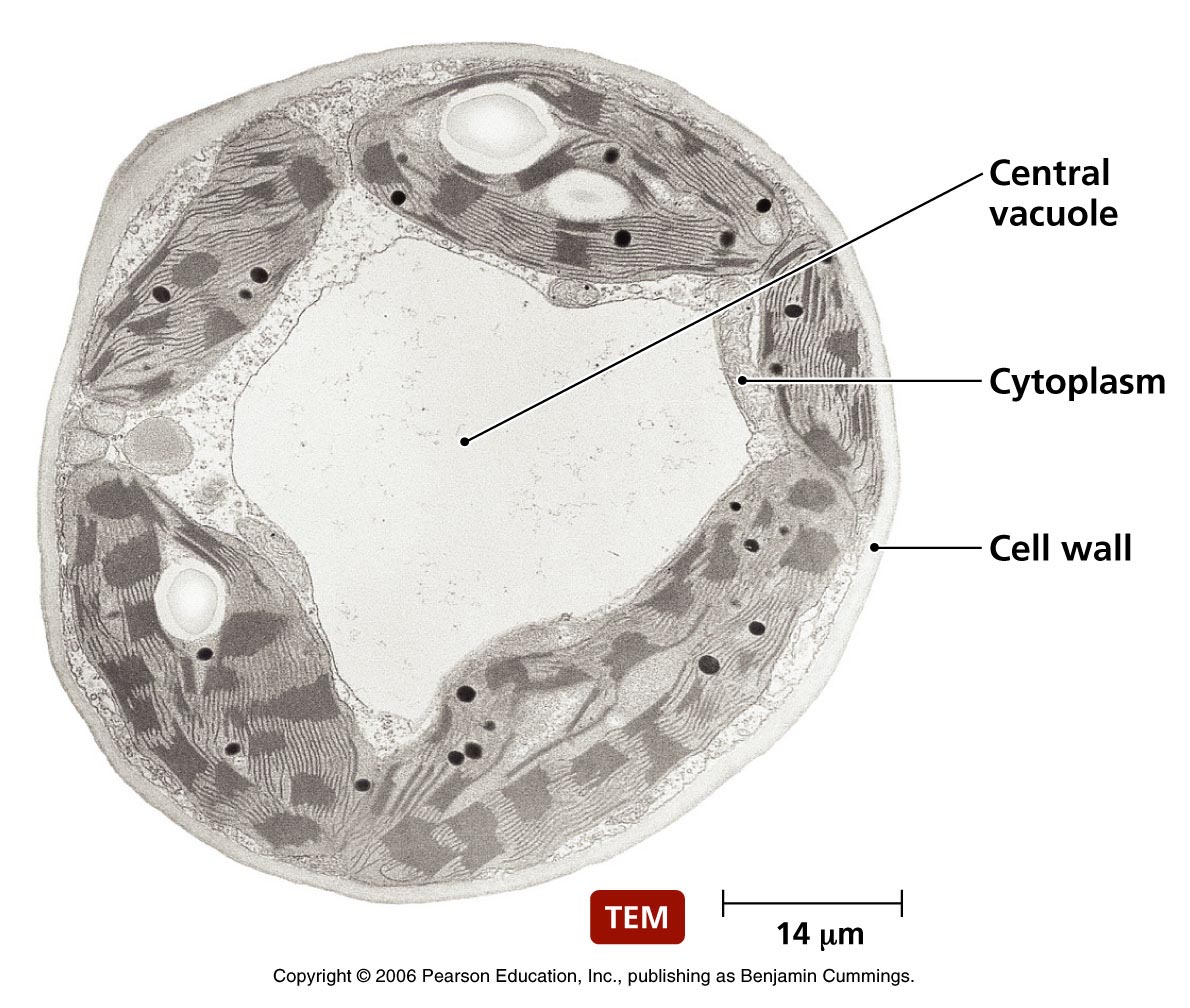 Central
vacuole
Cytoplasm
Cell wall
TEM
14 μm
Copyright © 2006 Pearson Education, Inc., publishing as Benjamin Cummings.